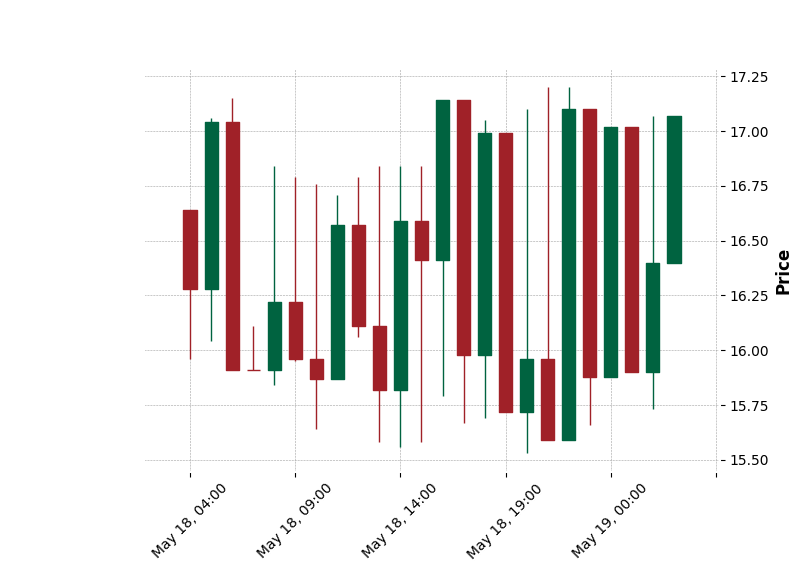 17.25
17.00
16.75
16.50
16.25
16.00
15.75
15.50
Price
May 18, 04:00
May 18, 09:00
May 18, 14:00
May 18, 19:00
May 19, 00:00